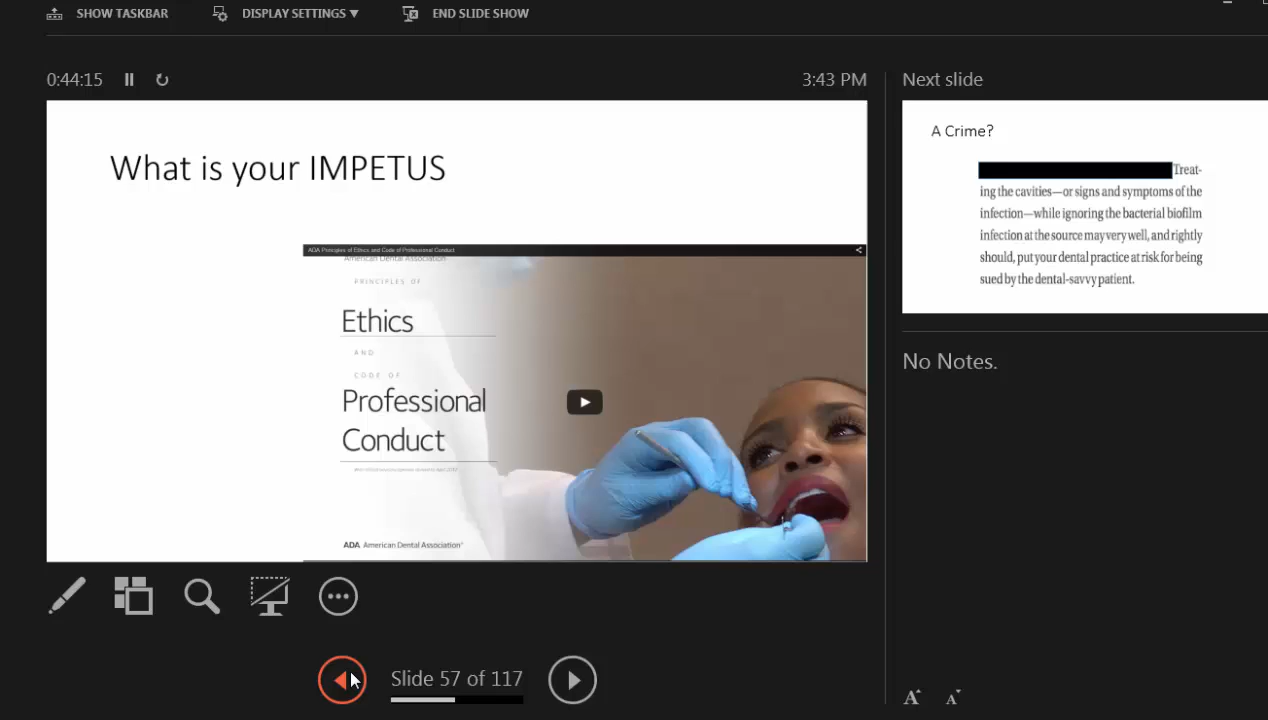 SHOW TASKBAR
DISPLAY SETTINGS ▼
END SLIDE SHOW
0:44:15
3:43 PM
What is your IMPETUS
ADA Principles of Ethics and Code of Professional Conduct
American Dental Association
PRINCIPLES OF
Ethics
AND
CODE OF
Professional
Conduct
ADA American Dental Association®
Next slide
A Crime?
Treat-
ing the cavities—or signs and symptoms of the
infection—while ignoring the bacterial biofilm
infection at the source may very well, and rightly
should, put your dental practice at risk for being
sued by the dental-savvy patient.
No Notes.
Slide 57 of 117
A A